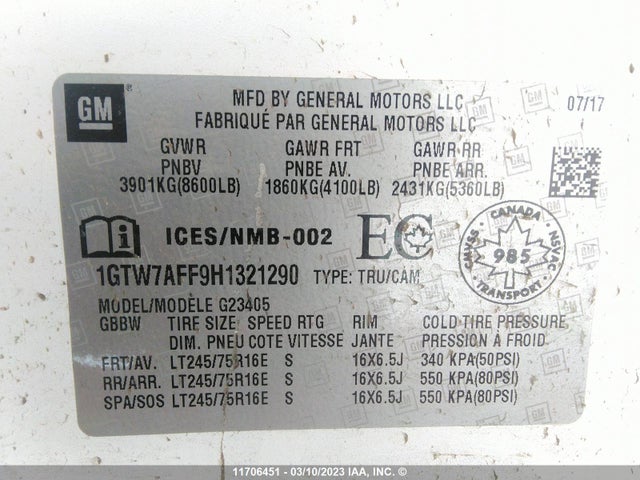 GM ®
MFD BY GENERAL MOTORS LLC 07/17
FABRIQUÉ PAR GENERAL MOTORS LLC
GVWR GAWR FRT GAWR RR
PNBV PNBE AV. PNBE ARR.
3901KG(8600LB) 1860KG(4100LB) 2431KG(5360LB)
ICES/NMB-002 EC
CANADA
CMVSS 985 NSVAC
TRANSPORT
1GTW7AFF9H1321290 TYPE: TRU/CAM
MODEL/MODÈLE G23405
GBBW TIRE SIZE SPEED RTG RIM COLD TIRE PRESSURE
DIM. PNEU COTE VITESSE JANTE PRESSION À FROID.
FRT/AV. LT245/75R16E S 16X6.5J 340 KPA(50PSI)
RR/ARR. LT245/75R16E S 16X6.5J 550 KPA(80PSI)
SPA/SOS LT245/75R16E S 16X6.5J 550 KPA(80PSI)
11706451 - 03/10/2023 IAA, INC. ©